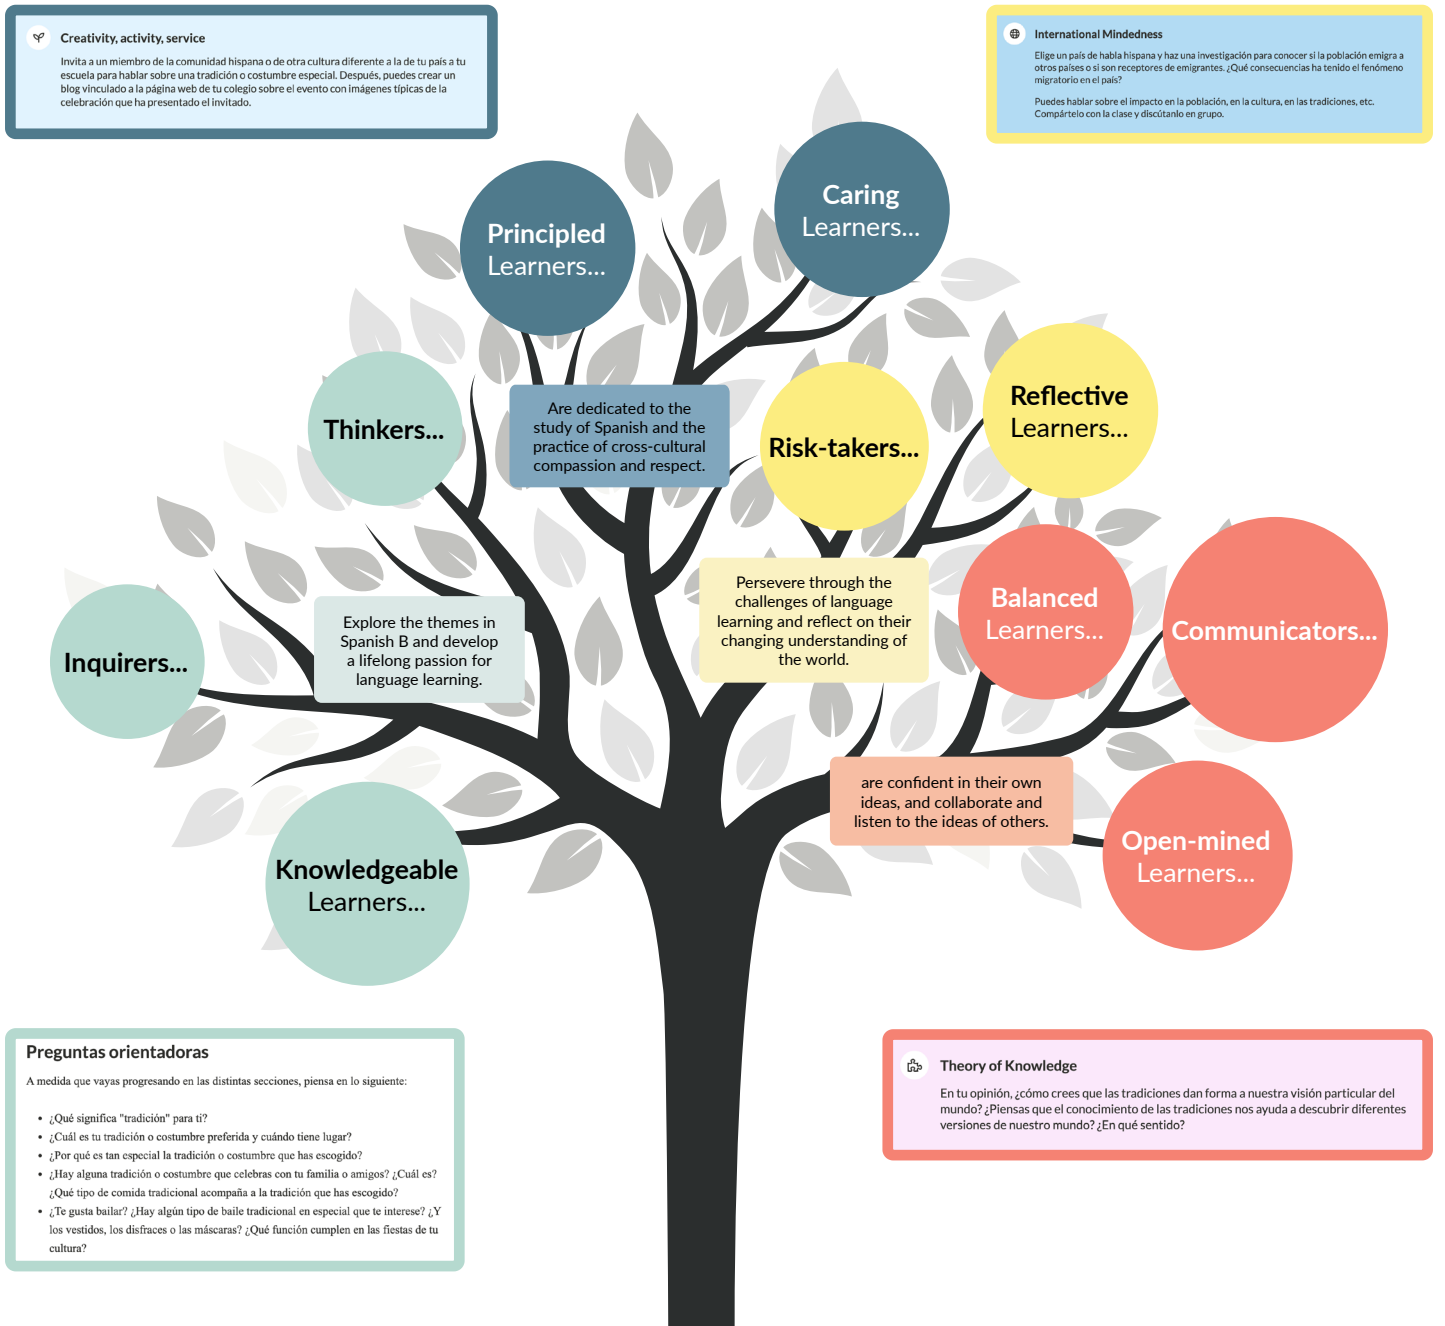 Creativity, activity, service
Invita a un miembro de la comunidad hispana o de otra cultura diferente a la de tu país a tu
escuela para hablar sobre una tradición o costumbre especial. Después, puedes crear un
blog vinculado a la página web de tu colegio sobre el evento con imágenes típicas de la
celebración que ha presentado el invitado.
International Mindedness
Elige un país de habla hispana y haz una investigación para conocer si la población emigra a
otros países o si son receptores de emigrantes. ¿Qué consecuencias ha tenido el fenómeno
migratorio en el país?
Puedes hablar sobre el impacto en la población, en la cultura, en las tradiciones, etc.
Compártelo con la clase y discútanlo en grupo.
Caring
Learners...
Principled
Learners...
Thinkers...
Are dedicated to the
study of Spanish and the
practice of cross-cultural
compassion and respect.
Risk-takers...
Reflective
Learners...
Inquirers...
Explore the themes in
Spanish B and develop
a lifelong passion for
language learning.
Persevere through the
challenges of language
learning and reflect on their
changing understanding of
the world.
Balanced
Learners...
Communicators...
are confident in their own
ideas, and collaborate and
listen to the ideas of others.
Knowledgeable
Learners...
Open-mined
Learners...
Preguntas orientadoras
A medida que vayas progresando en las distintas secciones, piensa en lo siguiente:
• ¿Qué significa "tradición" para ti?
• ¿Cuál es tu tradición o costumbre preferida y cuándo tiene lugar?
• ¿Por qué es tan especial la tradición o costumbre que has escogido?
• ¿Hay alguna tradición o costumbre que celebras con tu familia o amigos? ¿Cuál es?
¿Qué tipo de comida tradicional acompaña a la tradición que has escogido?
• ¿Te gusta bailar? ¿Hay algún tipo de baile tradicional en especial que te interese? ¿Y
los vestidos, los disfraces o las máscaras? ¿Qué función cumplen en las fiestas de tu
cultura?
Theory of Knowledge
En tu opinión, ¿cómo crees que las tradiciones dan forma a nuestra visión particular del
mundo? ¿Piensas que el conocimiento de las tradiciones nos ayuda a descubrir diferentes
versiones de nuestro mundo? ¿En qué sentido?